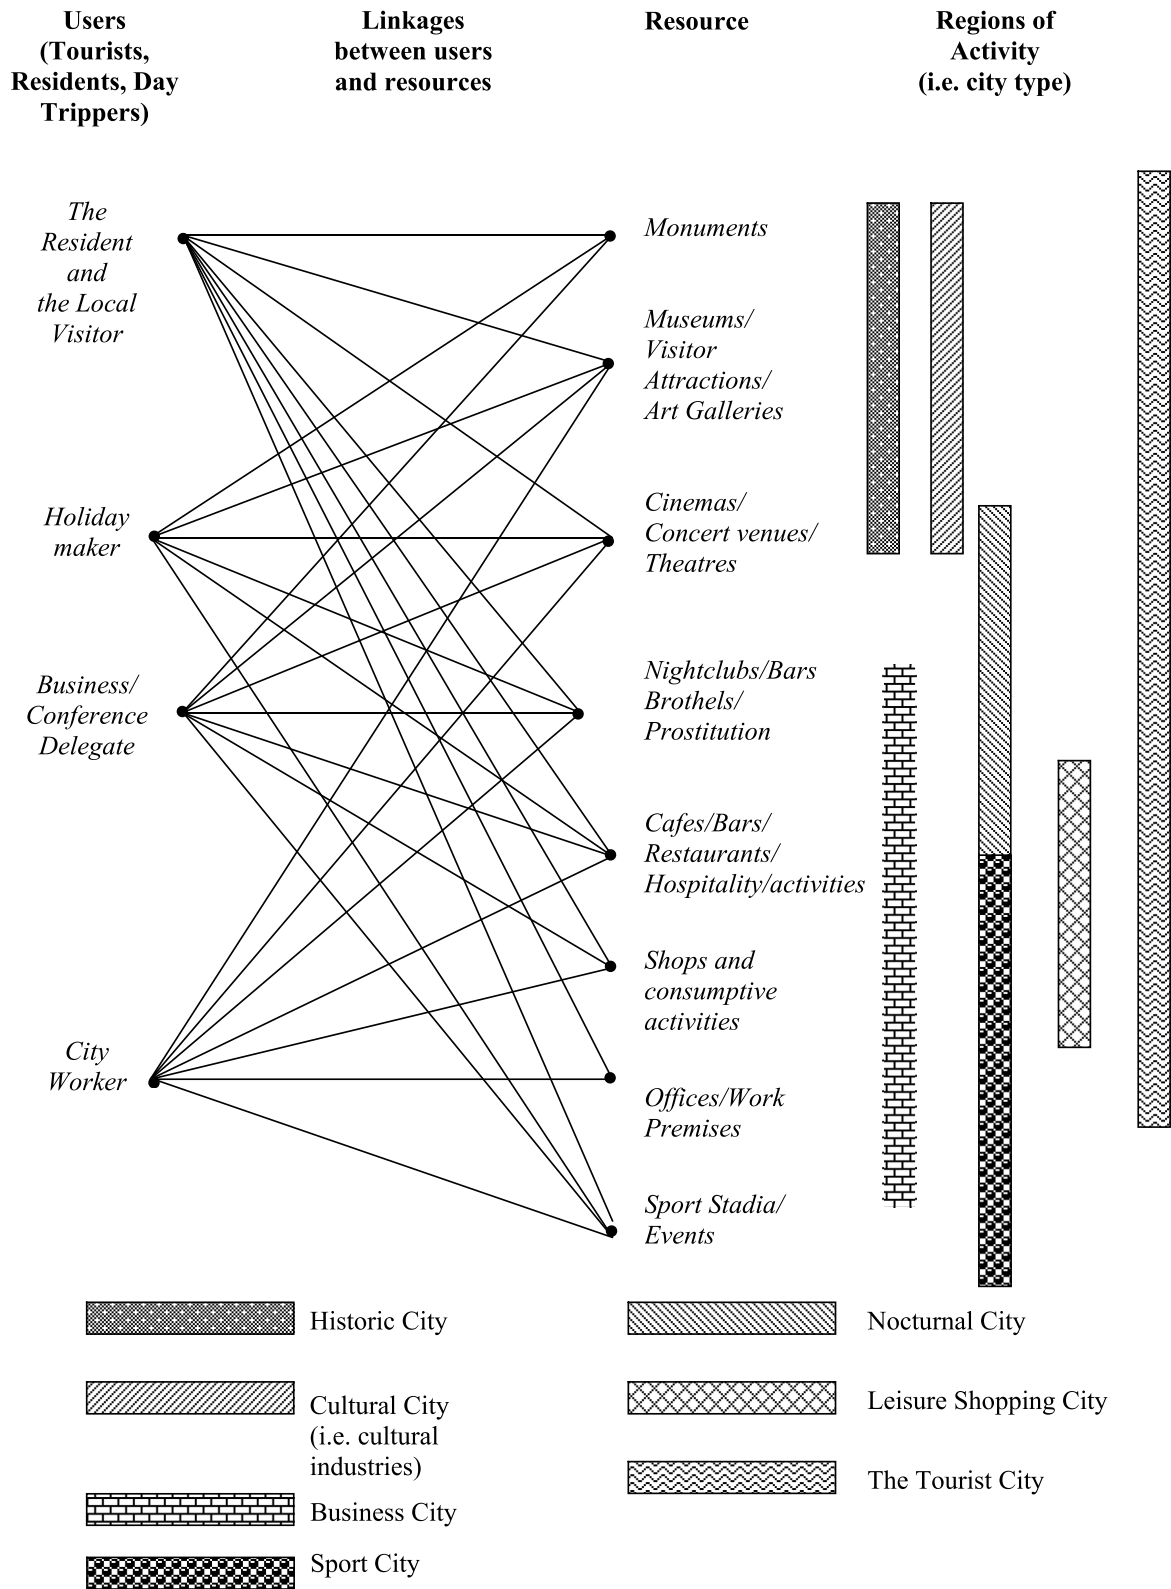 Users
(Tourists,
Residents, Day
Trippers)
Linkages
between users
and resources
Resource
Regions of
Activity
(i.e. city type)
The
Resident
and
the Local
Visitor
Holiday
maker
Business/
Conference
Delegate
City
Worker
Monuments
Museums/
Visitor
Attractions/
Art Galleries
Cinemas/
Concert venues/
Theatres
Nightclubs/Bars
Brothels/
Prostitution
Cafes/Bars/
Restaurants/
Hospitality/activities
Shops and
consumptive
activities
Offices/Work
Premises
Sport Stadia/
Events
Historic City
Cultural City
(i.e. cultural
industries)
Business City
Sport City
Nocturnal City
Leisure Shopping City
The Tourist City